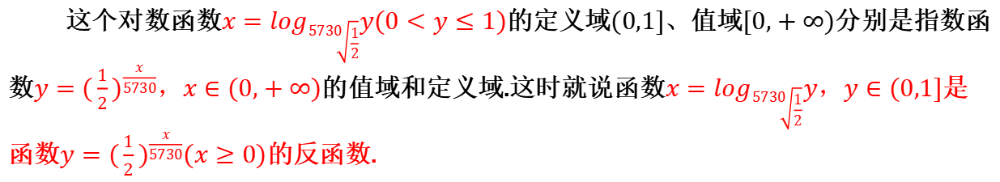 这个对数函数$x = log_{\sqrt[5730]{\frac{1}{2}}}y(0 < y \leq 1)$的定义域(0,1]、值域[0, + ∞)分别是指数函
数$y = (\frac{1}{2})^{\frac{x}{5730}}$，$x \in (0, + ∞)$的值域和定义域.这时就说函数$x = log_{\sqrt[5730]{\frac{1}{2}}}y$，$y \in (0,1]$是
函数$y = (\frac{1}{2})^{\frac{x}{5730}}(x \geq 0)$的反函数.